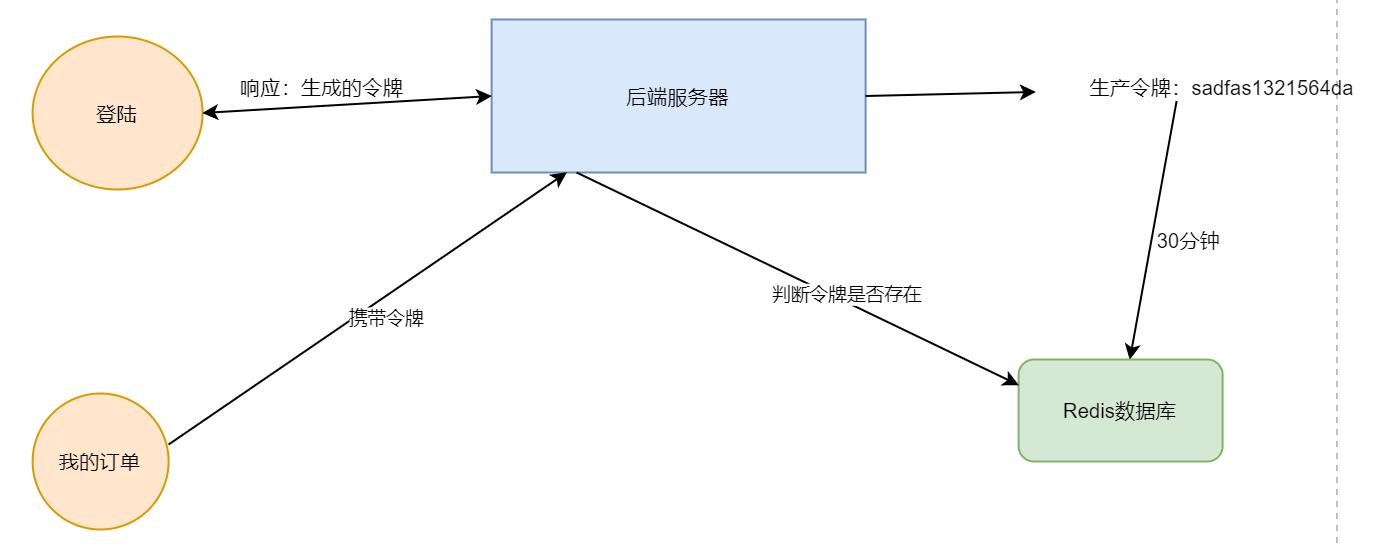 响应：生成的令牌
登陆
后端服务器
生产令牌：sadfas1321564da
30分钟
判断令牌是否存在
携带令牌
Redis数据库
我的订单